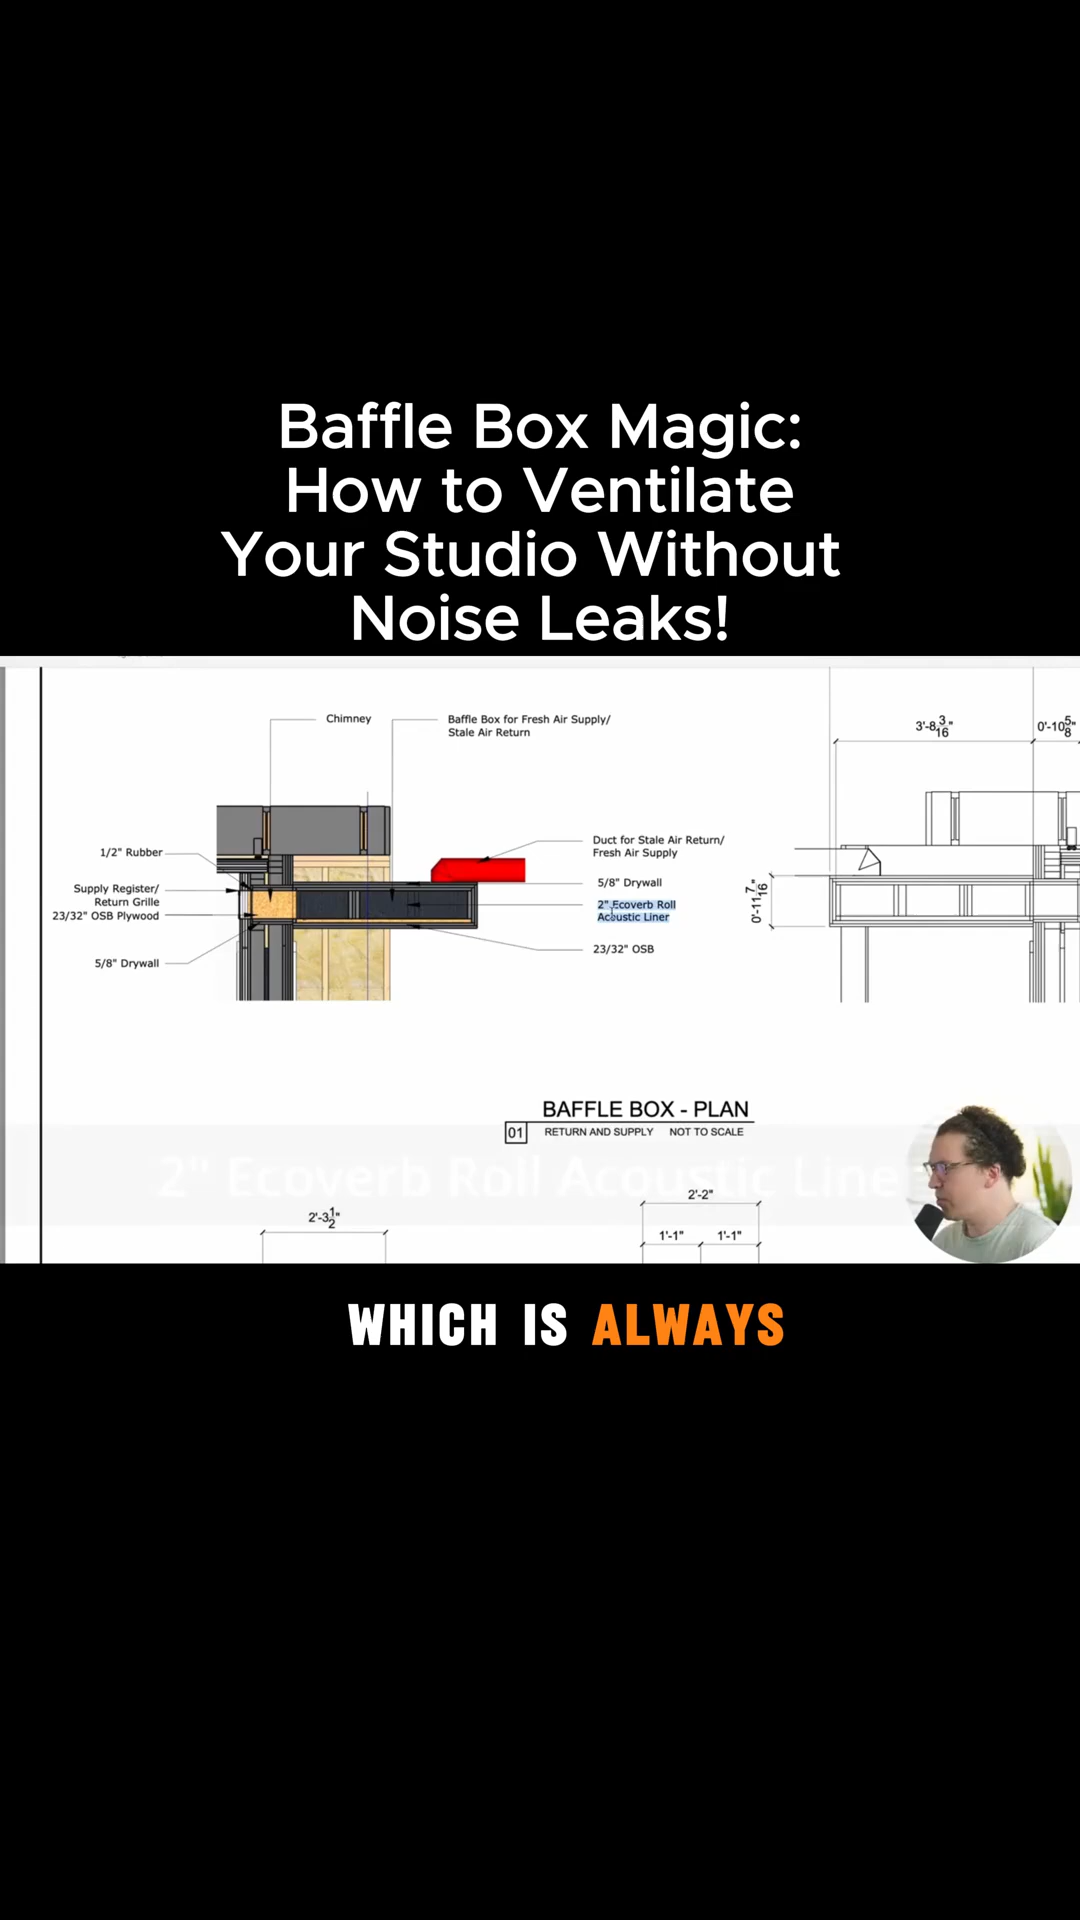 Baffle Box Magic:
How to Ventilate
Your Studio Without
Noise Leaks!
Chimney
Baffle Box for Fresh Air Supply/
Stale Air Return
3'-8 3/16"
0'-10 5/8"
1/2" Rubber
Duct for Stale Air Return/
Fresh Air Supply
5/8" Drywall
Supply Register/
Return Grille
23/32" OSB Plywood
2" Ecoverb Roll
Acoustic Liner
0'-11 7/16"
23/32" OSB
5/8" Drywall
BAFFLE BOX - PLAN
01
RETURN AND SUPPLY NOT TO SCALE
2" Ecoverb Roll Acoustic Liner
2'-3 1/2"
2'-2"
1'-1"
1'-1"
WHICH IS ALWAYS